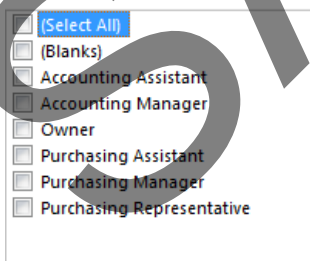 (Select All)
(Blanks)
Accounting Assistant
Accounting Manager
Owner
Purchasing Assistant
Purchasing Manager
Purchasing Representative